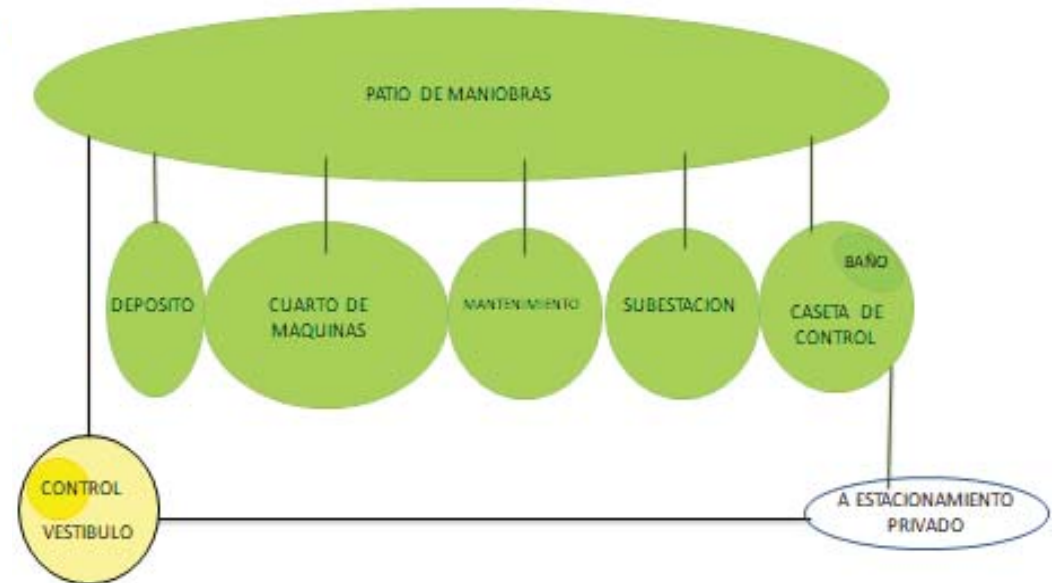 PATIO DE MANIOBRAS
BAÑO
DEPOSITO
CUARTO DE
MAQUINAS
MANTENIMIENTO
SUBESTACION
CASETA DE
CONTROL
CONTROL
VESTIBULO
A ESTACIONAMIENTO
PRIVADO